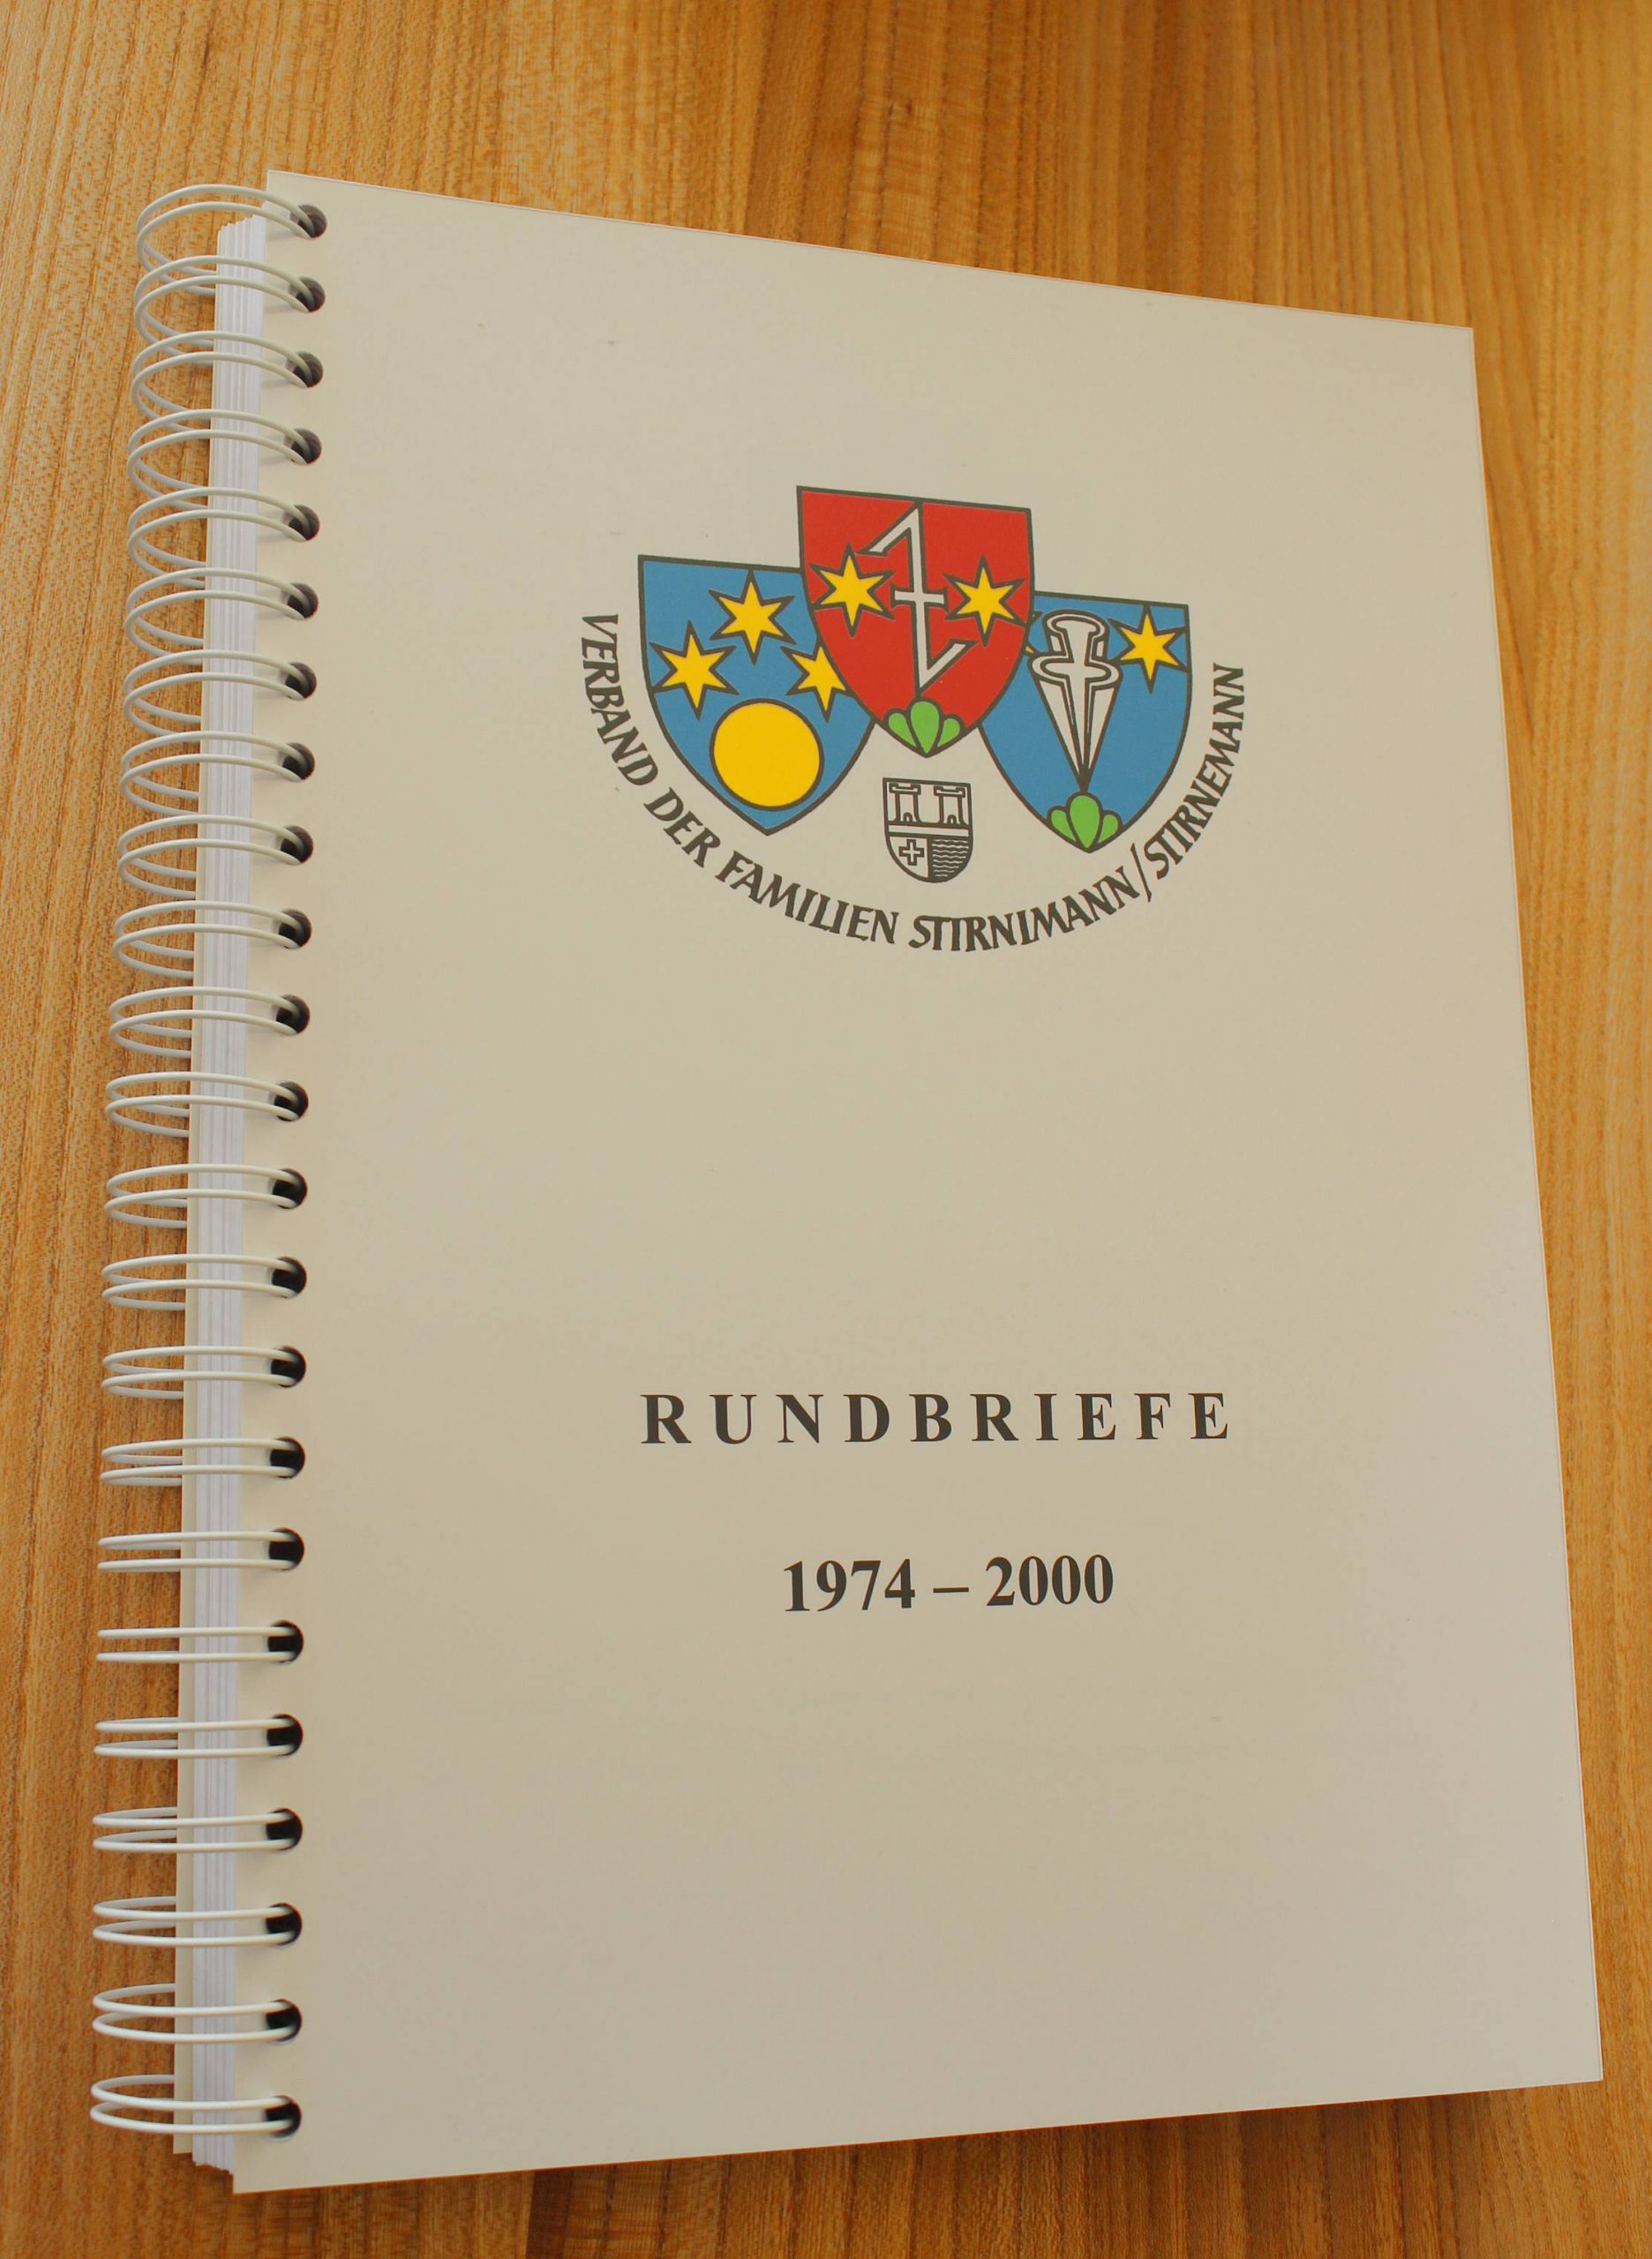 VERBAND DER FAMILIEN STIRNIMANN/STIRNEMANN
RUNDBRIEFE
1974 – 2000